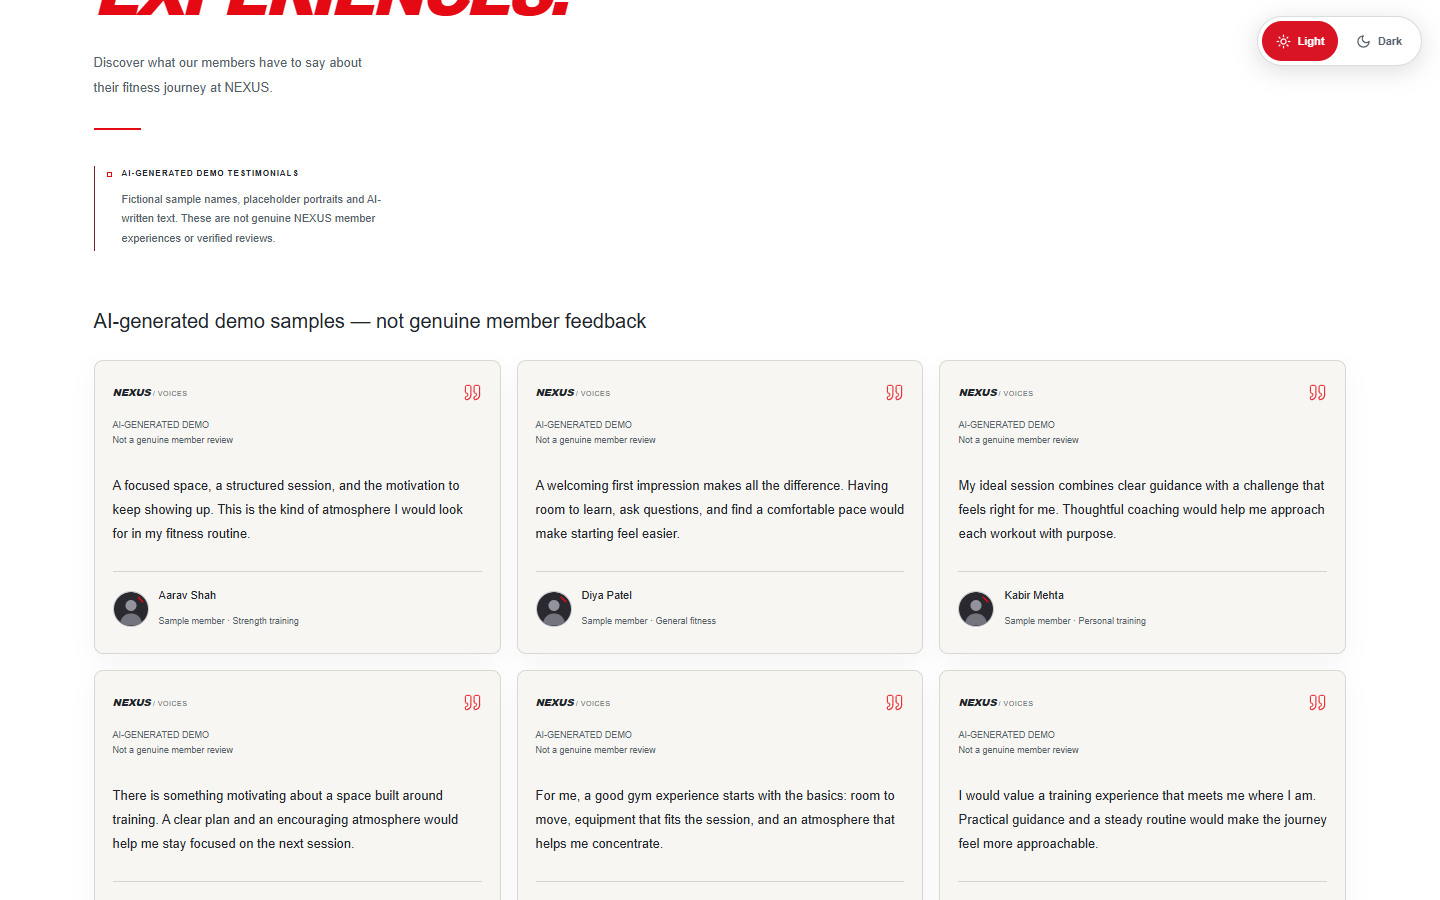 EXPERIENCES.
Light
Dark
Discover what our members have to say about
their fitness journey at NEXUS.
AI-GENERATED DEMO TESTIMONIALS
Fictional sample names, placeholder portraits and AI-
written text. These are not genuine NEXUS member
experiences or verified reviews.
AI-generated demo samples — not genuine member feedback
NEXUS / VOICES
AI-GENERATED DEMO
Not a genuine member review
A focused space, a structured session, and the motivation to
keep showing up. This is the kind of atmosphere I would look
for in my fitness routine.
Aarav Shah
Sample member · Strength training
NEXUS / VOICES
AI-GENERATED DEMO
Not a genuine member review
A welcoming first impression makes all the difference. Having
room to learn, ask questions, and find a comfortable pace would
make starting feel easier.
Diya Patel
Sample member · General fitness
NEXUS / VOICES
AI-GENERATED DEMO
Not a genuine member review
My ideal session combines clear guidance with a challenge that
feels right for me. Thoughtful coaching would help me approach
each workout with purpose.
Kabir Mehta
Sample member · Personal training
NEXUS / VOICES
AI-GENERATED DEMO
Not a genuine member review
There is something motivating about a space built around
training. A clear plan and an encouraging atmosphere would
help me stay focused on the next session.
NEXUS / VOICES
AI-GENERATED DEMO
Not a genuine member review
For me, a good gym experience starts with the basics: room to
move, equipment that fits the session, and an atmosphere that
helps me concentrate.
NEXUS / VOICES
AI-GENERATED DEMO
Not a genuine member review
I would value a training experience that meets me where I am.
Practical guidance and a steady routine would make the journey
feel more approachable.